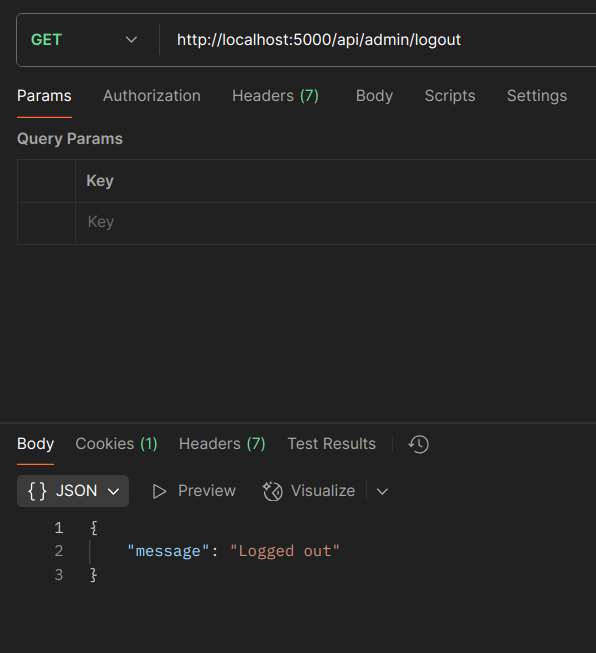 GET http://localhost:5000/api/admin/logout
Params Authorization Headers (7) Body Scripts Settings
Query Params
Key
Key
Body Cookies (1) Headers (7) Test Results
{} JSON Preview Visualize
1 {
2 "message": "Logged out"
3 }